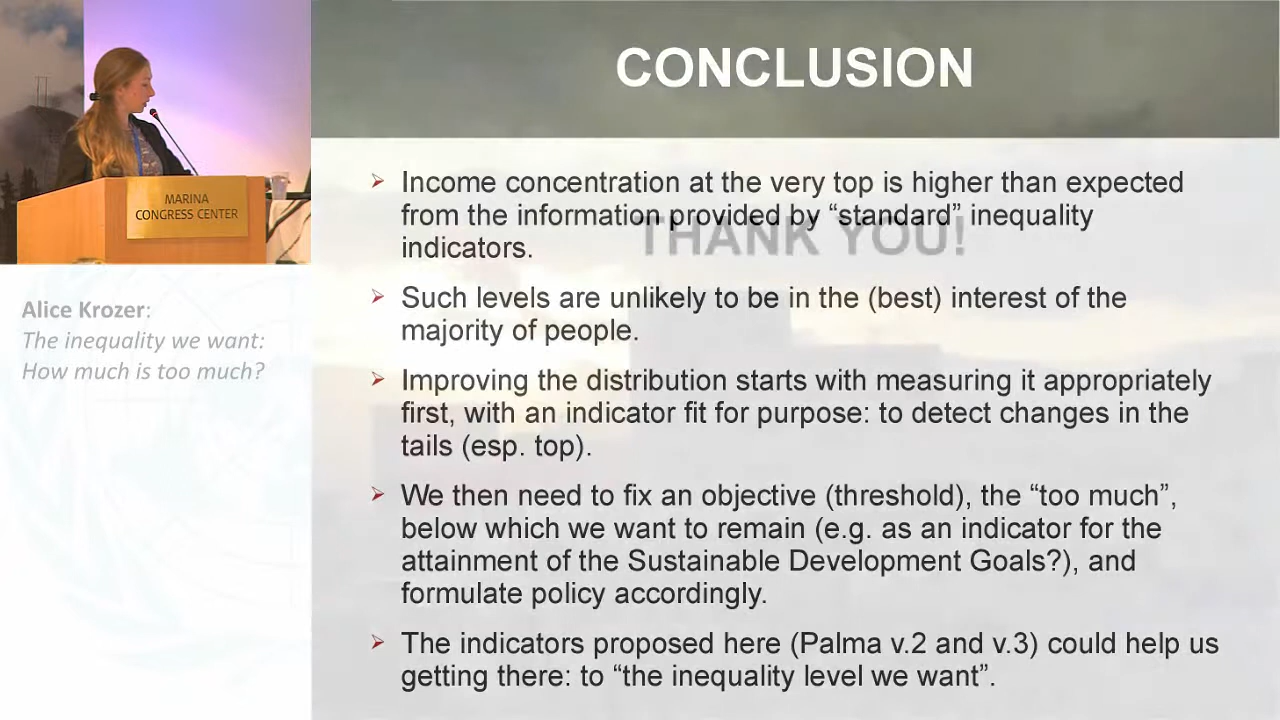 CONCLUSION
MARINA
CONGRESS CENTER
Alice Krozer:
The inequality we want:
How much is too much?
THANK YOU!
➢ Income concentration at the very top is higher than expected
from the information provided by “standard” inequality
indicators.
➢ Such levels are unlikely to be in the (best) interest of the
majority of people.
➢ Improving the distribution starts with measuring it appropriately
first, with an indicator fit for purpose: to detect changes in the
tails (esp. top).
➢ We then need to fix an objective (threshold), the “too much”,
below which we want to remain (e.g. as an indicator for the
attainment of the Sustainable Development Goals?), and
formulate policy accordingly.
➢ The indicators proposed here (Palma v.2 and v.3) could help us
getting there: to “the inequality level we want”.